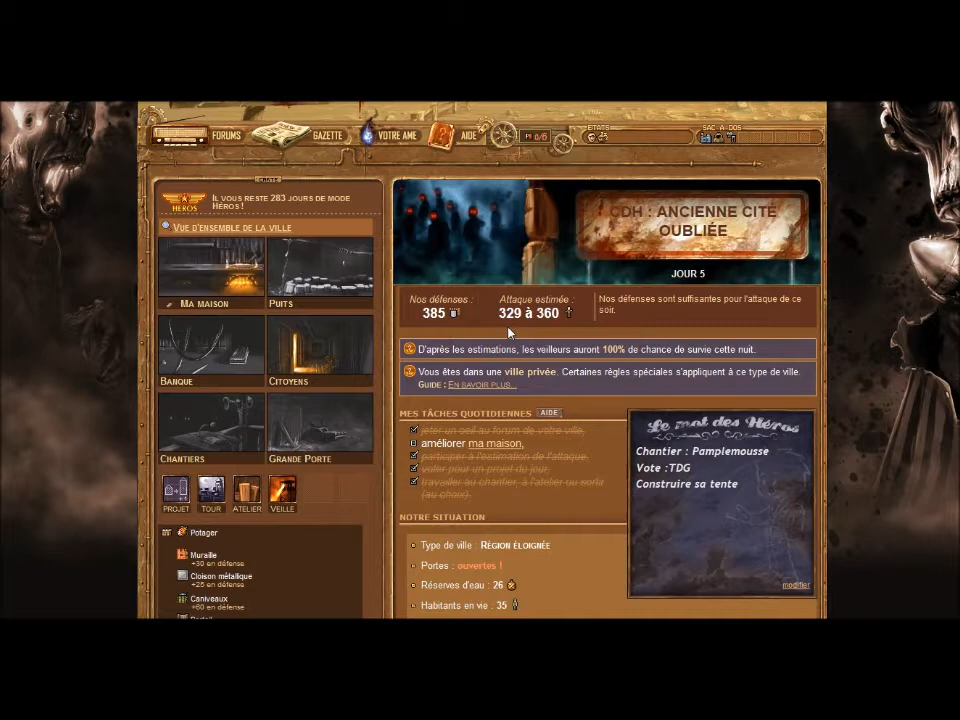 FORUMS
GAZETTE
VOTRE AME
AIDE
ETATS
SAC A DOS
CARTE
HEROS
IL VOUS RESTE 283 JOURS DE MODE
HÉROS !
VUE D'ENSEMBLE DE LA VILLE
MA MAISON
PUITS
BANQUE
CITOYENS
CHANTIERS
GRANDE PORTE
PROJET
TOUR
ATELIER
VEILLE
Potager
Muraille
+30 en défense
Cloison métallique
+25 en défense
Caniveaux
+60 en défense
CDH : ANCIENNE CITÉ
OUBLIÉE
JOUR 5
Nos défenses :
385
Attaque estimée :
329 à 360
Nos défenses sont suffisantes pour l'attaque de ce
soir.
D'après les estimations, les veilleurs auront 100% de chance de survie cette nuit.
Vous êtes dans une ville privée. Certaines règles spéciales s'appliquent à ce type de ville.
GUIDE : EN SAVOIR PLUS...
MES TÂCHES QUOTIDIENNES AIDE
jeter un oeil au forum de votre ville,
améliorer ma maison,
participer à l'estimation de l'attaque,
voter pour un projet du jour,
travailler au chantier, à l'atelier ou sortir
(au choix).
Le mot des Héros
Chantier : Pamplemousse
Vote :TDG
Construire sa tente
modifier
NOTRE SITUATION
Type de ville : RÉGION ÉLOIGNÉE
Portes : ouvertes !
Réserves d'eau : 26
Habitants en vie : 35